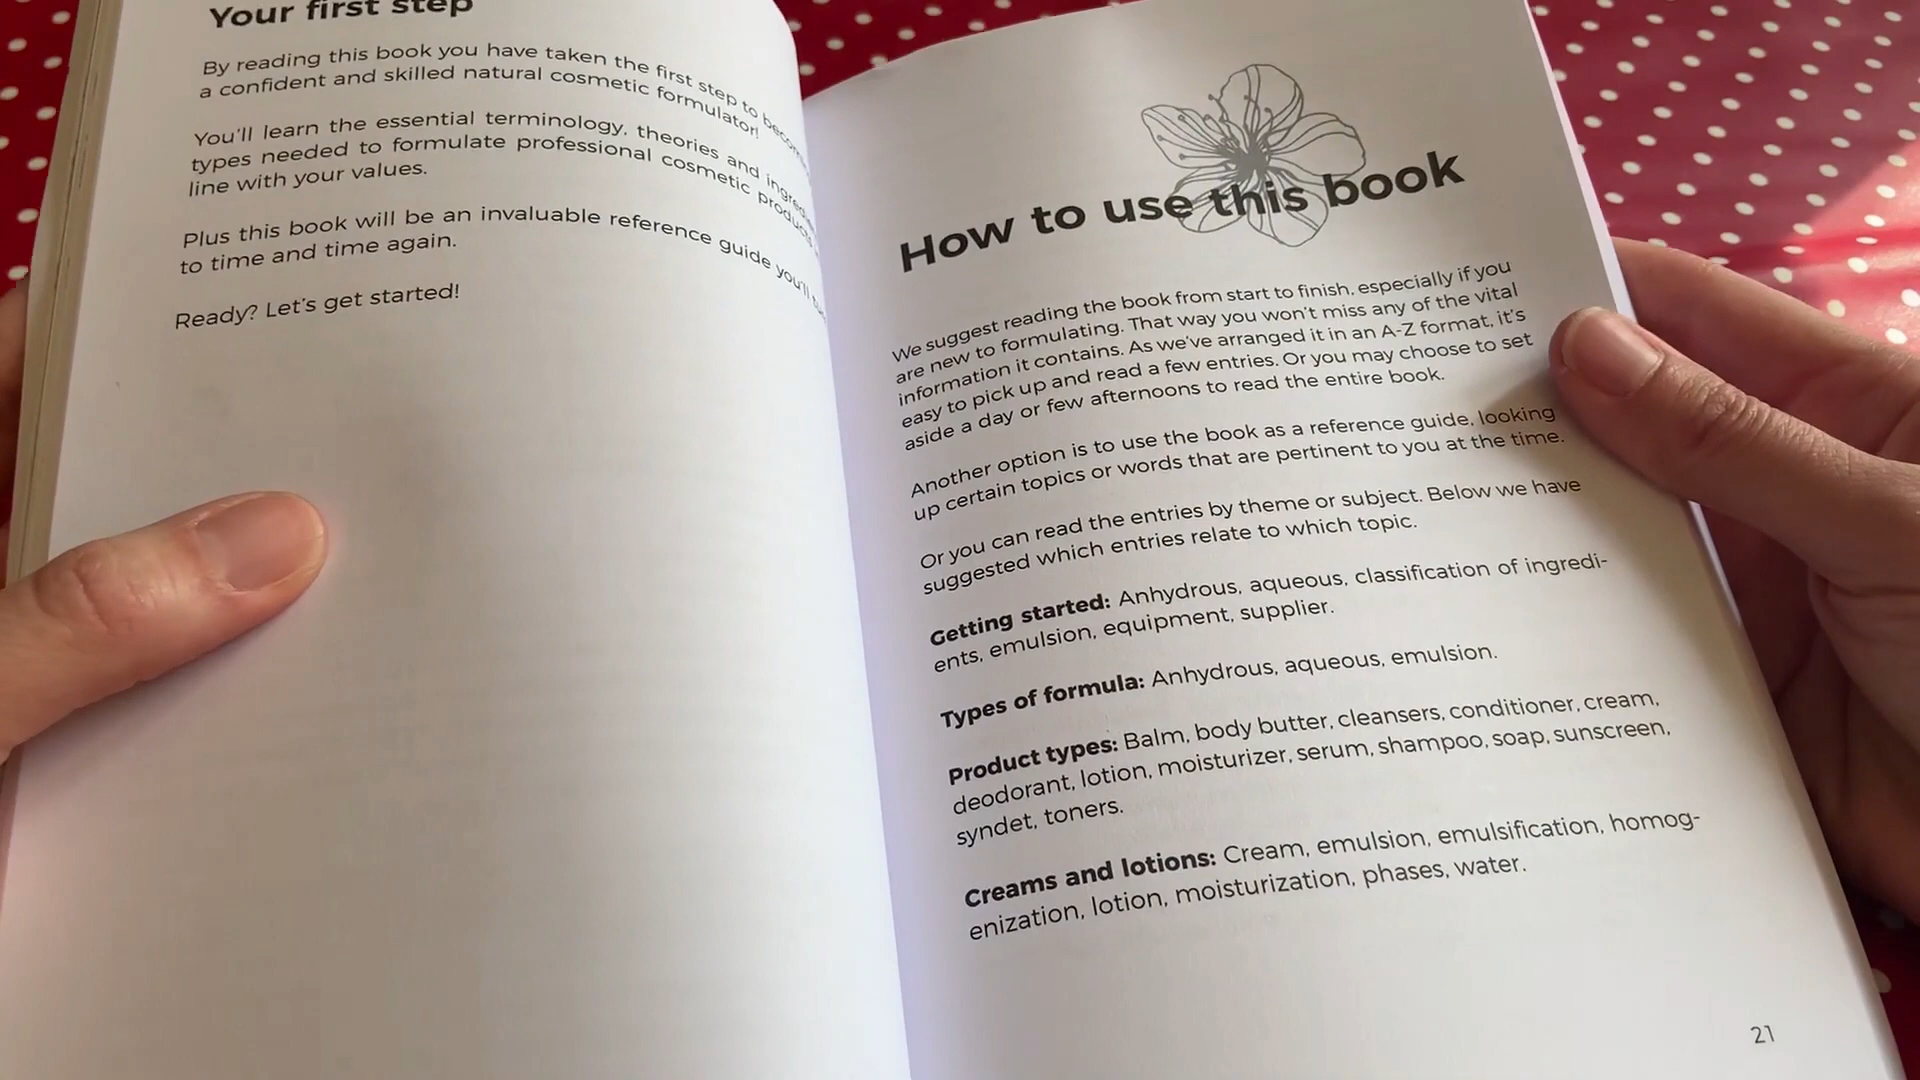 Your first step
By reading this book you have taken the first step to
a confident and skilled natural cosmetic formulator!
You'll learn the essential terminology, theories and
types needed to formulate professional cosmetic products
line with your values.
Plus this book will be an invaluable reference guide you'll
to time and time again.
Ready? Let's get started!
How to use this book
We suggest reading the book from start to finish, especially if you
are new to formulating. That way you won't miss any of the vital
information it contains. As we've arranged it in an A-Z format, it's
easy to pick up and read a few entries. Or you may choose to set
aside a day or few afternoons to read the entire book.
Another option is to use the book as a reference guide, looking
up certain topics or words that are pertinent to you at the time.
Or you can read the entries by theme or subject. Below we have
suggested which entries relate to which topic.
Getting started: Anhydrous, aqueous, classification of ingredi-
ents, emulsion, equipment, supplier.
Types of formula: Anhydrous, aqueous, emulsion.
Product types: Balm, body butter, cleansers, conditioner, cream,
deodorant, lotion, moisturizer, serum, shampoo, soap, sunscreen,
syndet, toners.
Creams and lotions: Cream, emulsion, emulsification, homog-
enization, lotion, moisturization, phases, water.
21